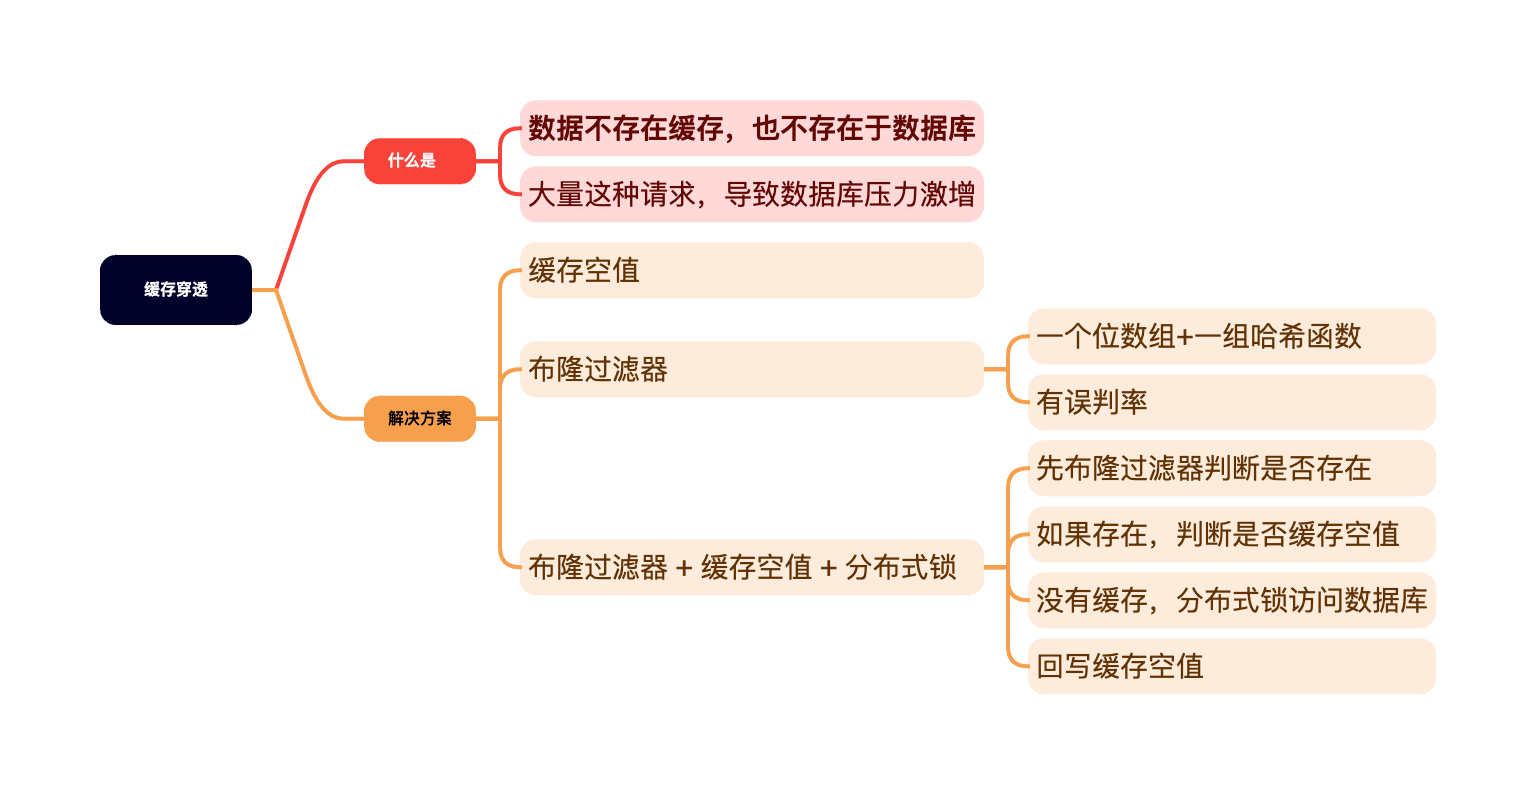 缓存穿透
什么是
数据不存在缓存，也不存在于数据库
大量这种请求，导致数据库压力激增
解决方案
缓存空值
布隆过滤器
一个位数组+一组哈希函数
有误判率
布隆过滤器 + 缓存空值 + 分布式锁
先布隆过滤器判断是否存在
如果存在，判断是否缓存空值
没有缓存，分布式锁访问数据库
回写缓存空值